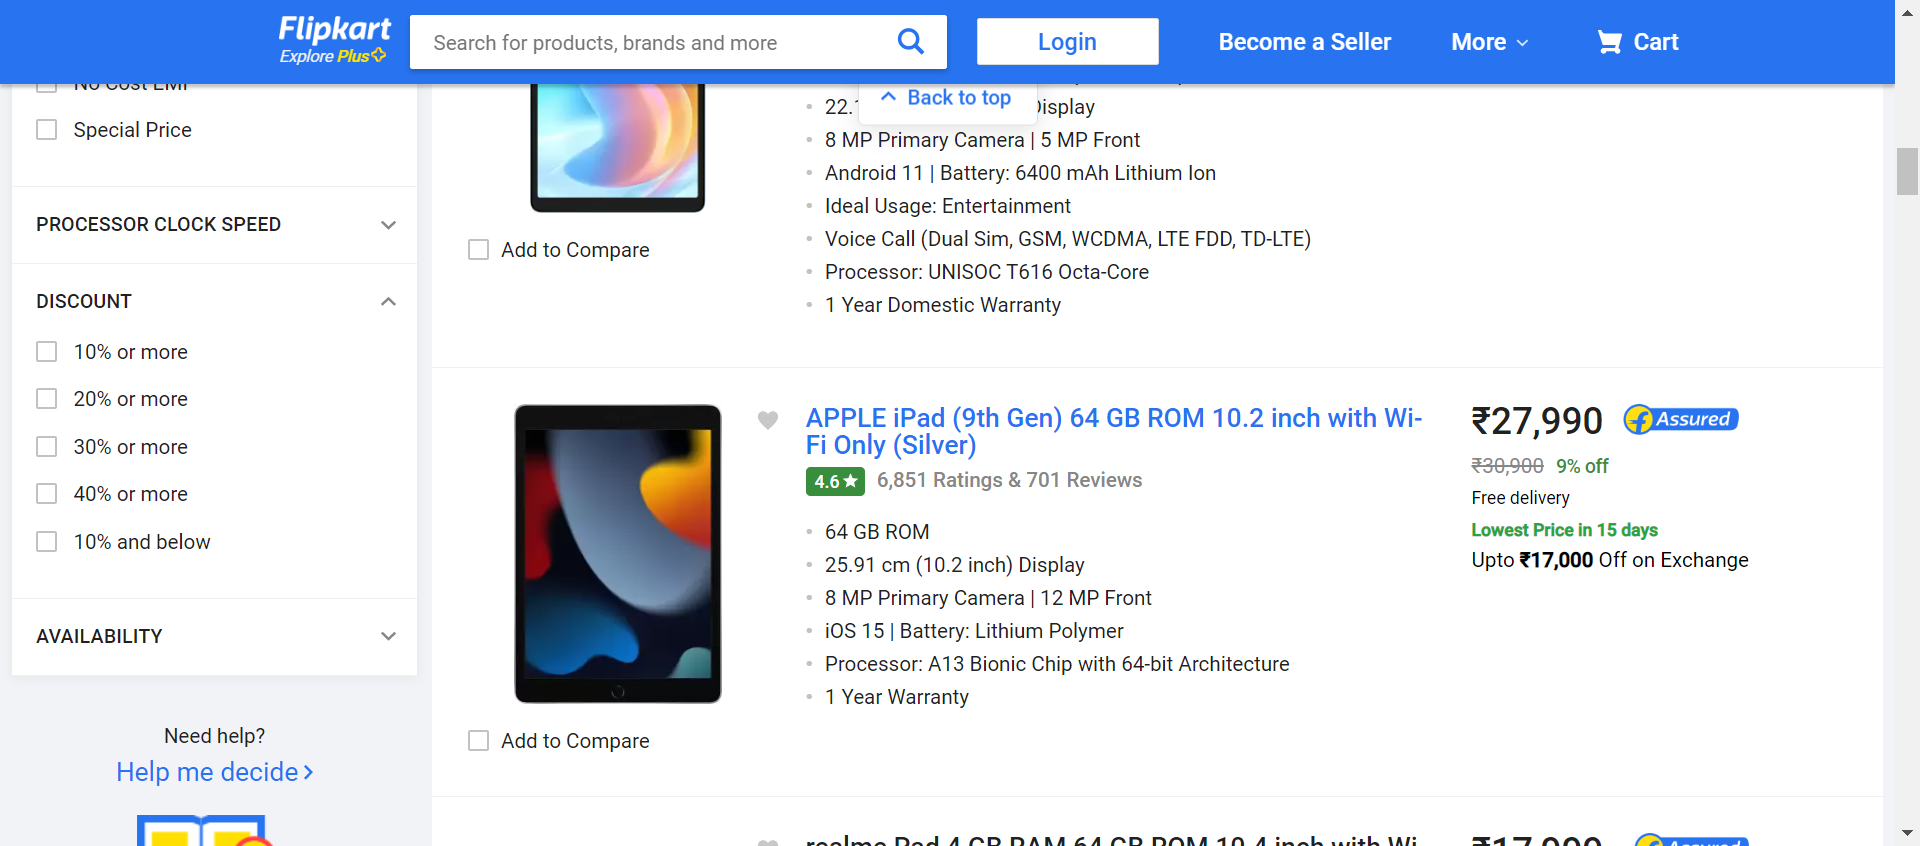 Flipkart
Explore Plus
Search for products, brands and more
Login
Become a Seller
More
Cart
No Cost EMI
Special Price
PROCESSOR CLOCK SPEED
DISCOUNT
10% or more
20% or more
30% or more
40% or more
10% and below
AVAILABILITY
Need help?
Help me decide
Back to top
Display
8 MP Primary Camera | 5 MP Front
Android 11 | Battery: 6400 mAh Lithium Ion
Ideal Usage: Entertainment
Voice Call (Dual Sim, GSM, WCDMA, LTE FDD, TD-LTE)
Processor: UNISOC T616 Octa-Core
1 Year Domestic Warranty
Add to Compare
APPLE iPad (9th Gen) 64 GB ROM 10.2 inch with Wi-
Fi Only (Silver)
4.6★ 6,851 Ratings & 701 Reviews
64 GB ROM
25.91 cm (10.2 inch) Display
8 MP Primary Camera | 12 MP Front
iOS 15 | Battery: Lithium Polymer
Processor: A13 Bionic Chip with 64-bit Architecture
1 Year Warranty
Add to Compare
₹27,990
Assured
₹30,900 9% off
Free delivery
Lowest Price in 15 days
Upto ₹17,000 Off on Exchange
realme Pad 4 GB RAM 64 GB ROM 10.4 inch with Wi-
Assured